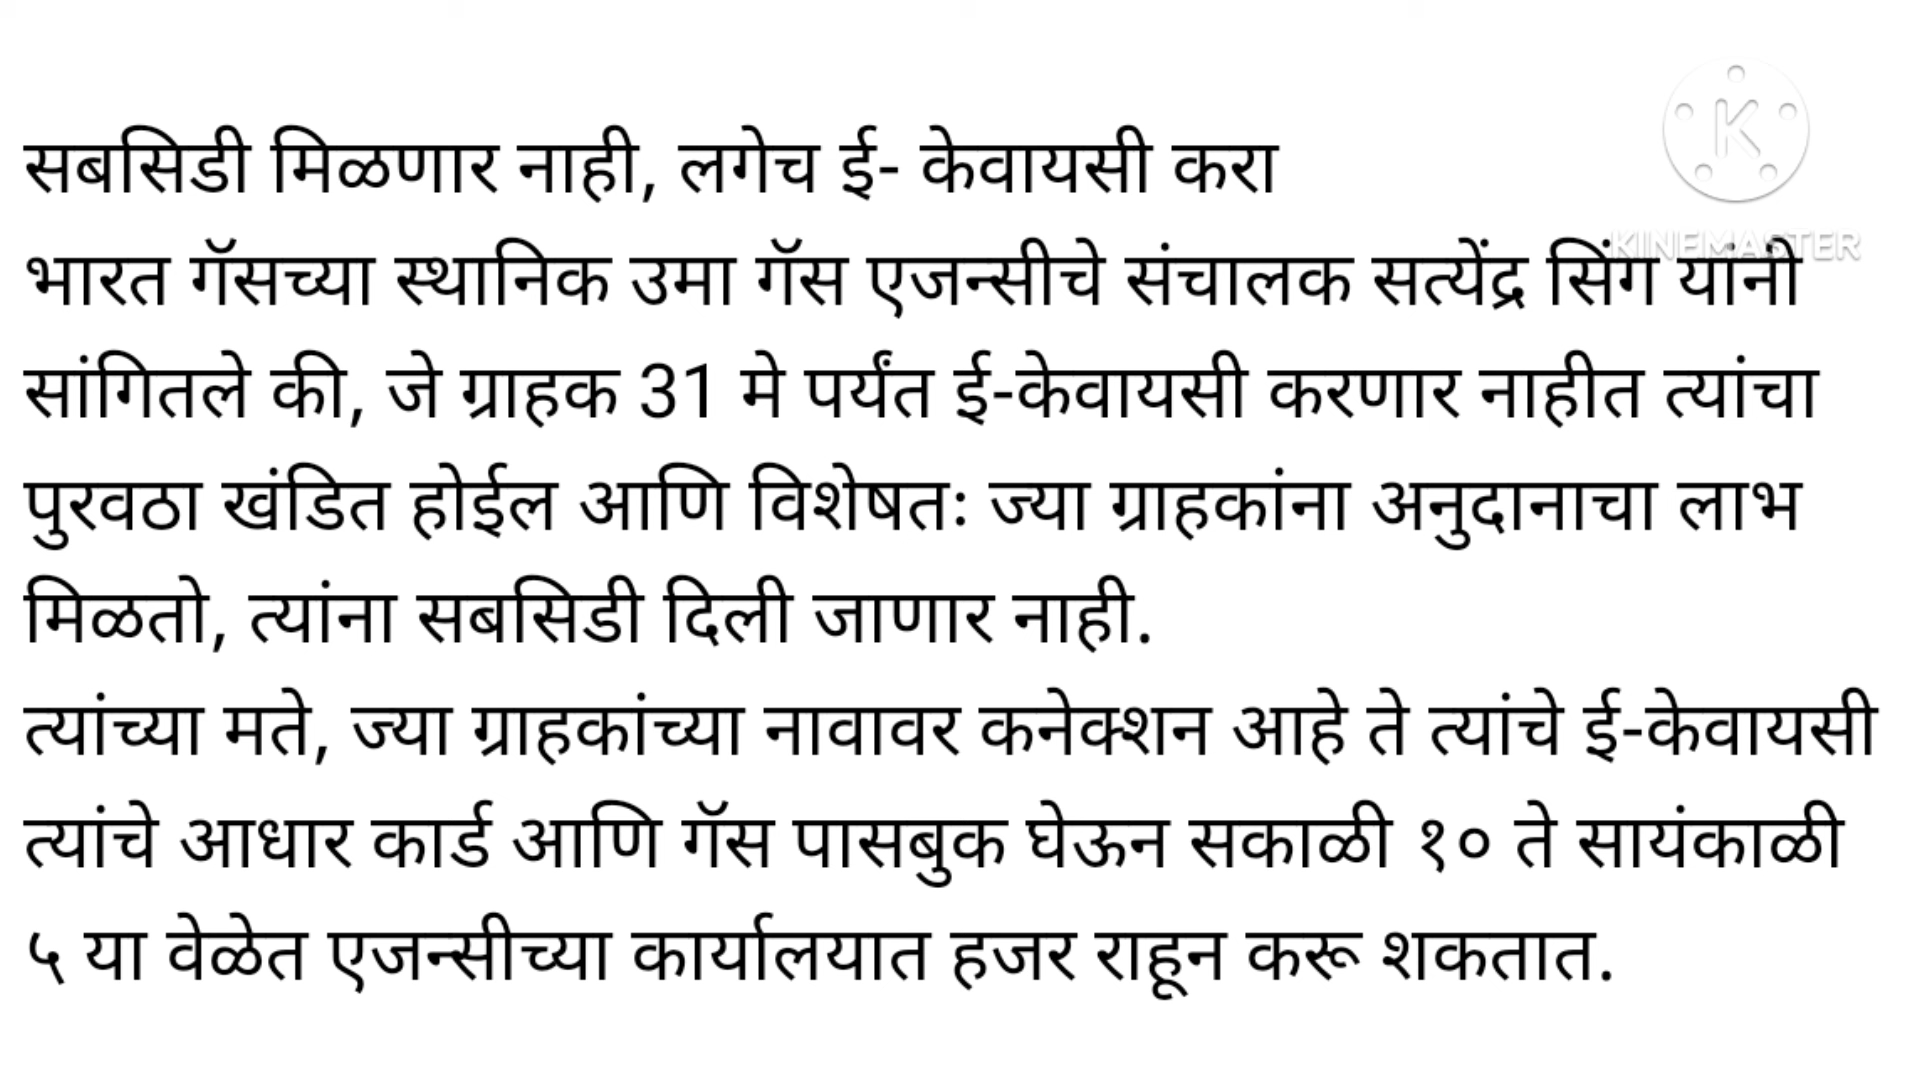 सबसिडी मिळणार नाही, लगेच ई- केवायसी करा
भारत गॅसच्या स्थानिक उमा गॅस एजन्सीचे संचालक सत्येंद्र सिंग यांनी
सांगितले की, जे ग्राहक 31 मे पर्यंत ई-केवायसी करणार नाहीत त्यांचा
पुरवठा खंडित होईल आणि विशेषतः ज्या ग्राहकांना अनुदानाचा लाभ
मिळतो, त्यांना सबसिडी दिली जाणार नाही.
त्यांच्या मते, ज्या ग्राहकांच्या नावावर कनेक्शन आहे ते त्यांचे ई-केवायसी
त्यांचे आधार कार्ड आणि गॅस पासबुक घेऊन सकाळी १० ते सायंकाळी
५ या वेळेत एजन्सीच्या कार्यालयात हजर राहून करू शकतात.
K
KINEMASTER